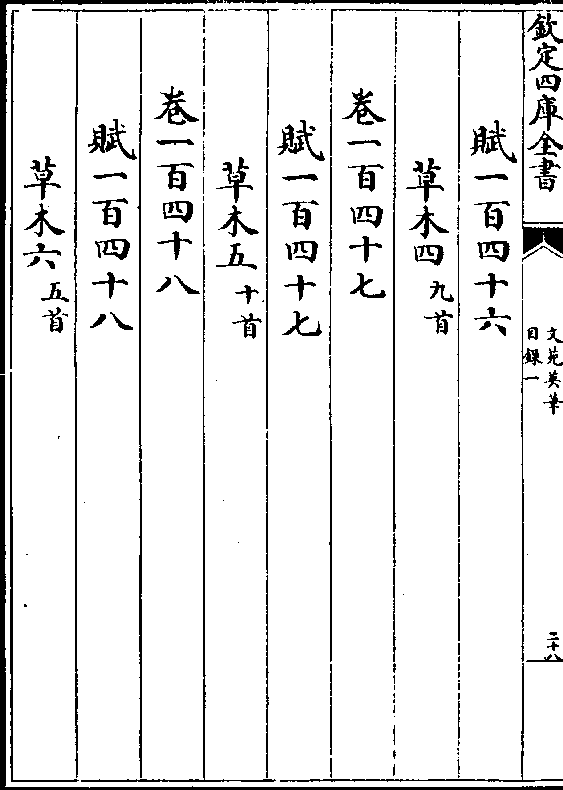 欽定四庫全書
文苑英華
目錄一
二十八
賦一百四十六
草木四 九首
卷一百四十七
賦一百四十七
草木五 十首
卷一百四十八
賦一百四十八
草木六 五首